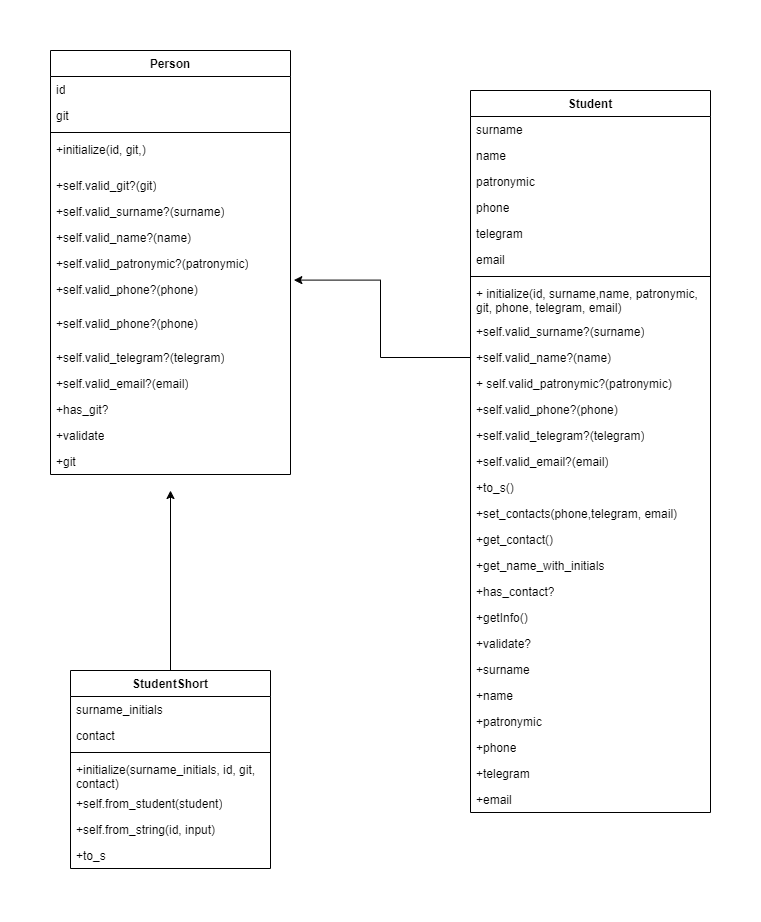 Person
id
git
+initialize(id, git,)
+self.valid_git?(git)
+self.valid_surname?(surname)
+self.valid_name?(name)
+self.valid_patronymic?(patronymic)
+self.valid_phone?(phone)
+self.valid_phone?(phone)
+self.valid_telegram?(telegram)
+self.valid_email?(email)
+has_git?
+validate
+git
Student
surname
name
patronymic
phone
telegram
email
+ initialize(id, surname,name, patronymic,
git, phone, telegram, email)
+self.valid_surname?(surname)
+self.valid_name?(name)
+ self.valid_patronymic?(patronymic)
+self.valid_phone?(phone)
+self.valid_telegram?(telegram)
+self.valid_email?(email)
+to_s()
+set_contacts(phone,telegram, email)
+get_contact()
+get_name_with_initials
+has_contact?
+getInfo()
+validate?
+surname
+name
+patronymic
+phone
+telegram
+email
StudentShort
surname_initials
contact
+initialize(surname_initials, id, git,
contact)
+self.from_student(student)
+self.from_string(id, input)
+to_s